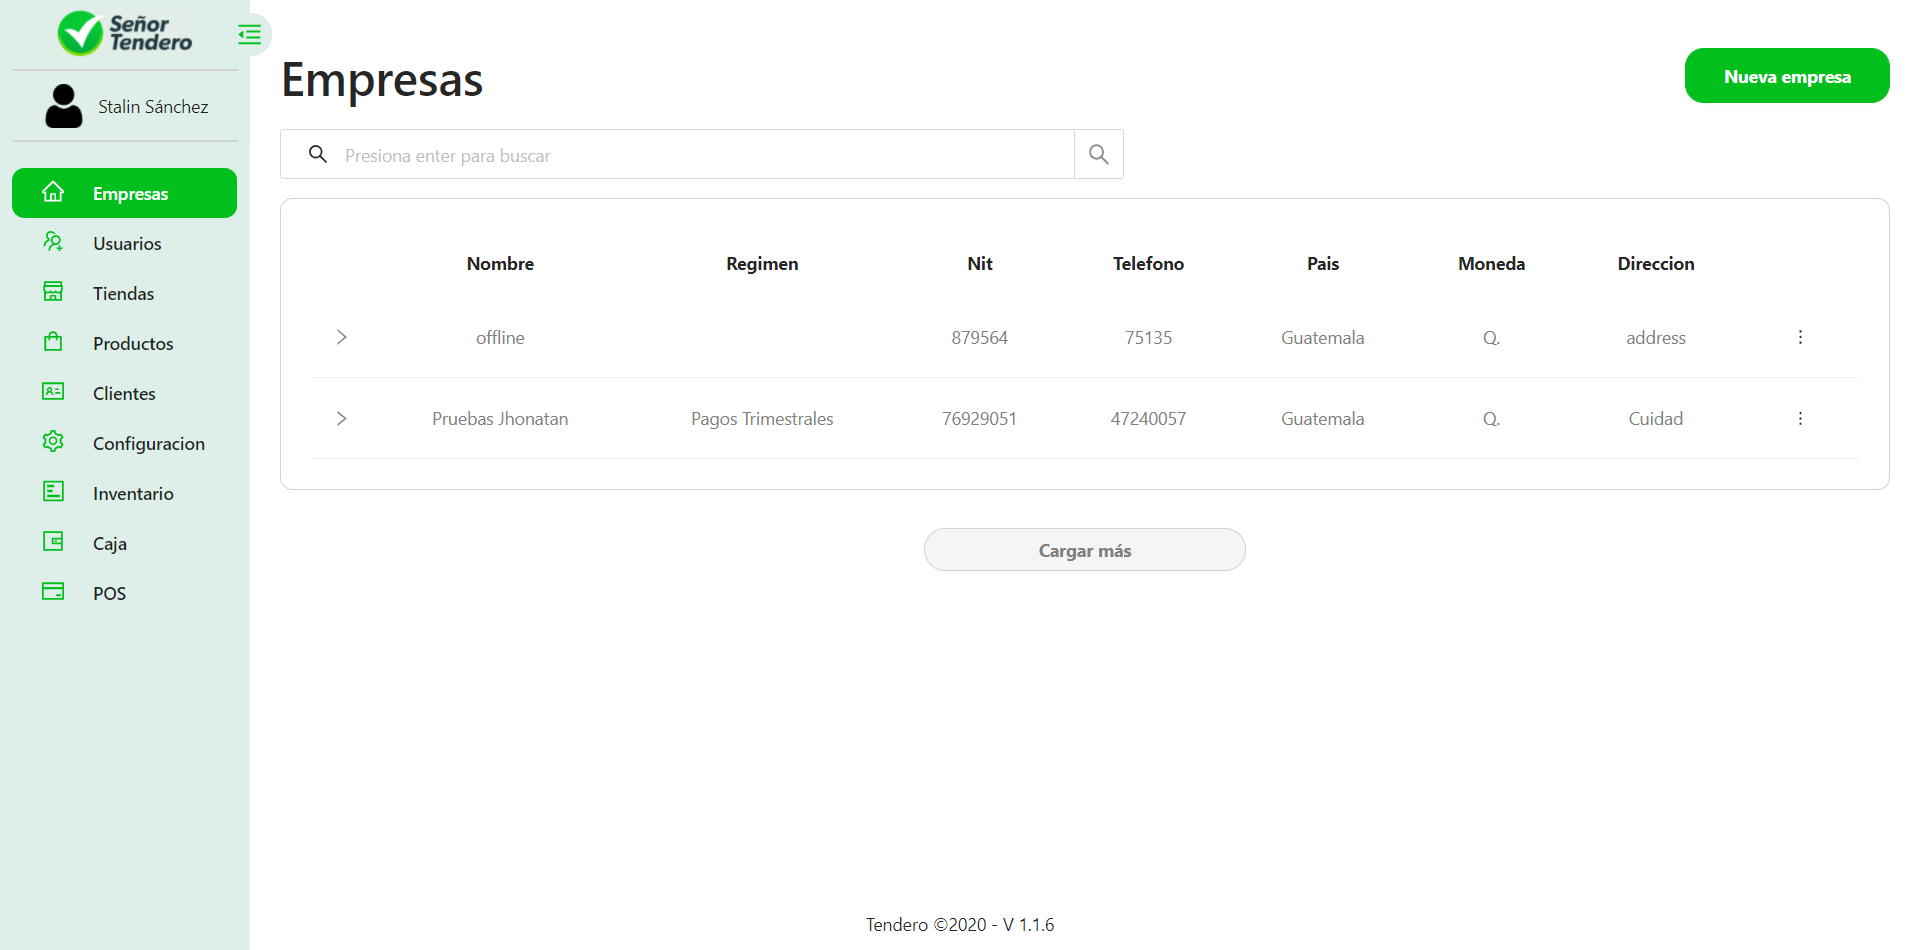 Señor
Tendero
Stalin Sánchez
Empresas
Usuarios
Tiendas
Productos
Clientes
Configuracion
Inventario
Caja
POS
Empresas
Nueva empresa
Presiona enter para buscar
Nombre Regimen Nit Telefono Pais Moneda Direccion
offline 879564 75135 Guatemala Q. address
Pruebas Jhonatan Pagos Trimestrales 76929051 47240057 Guatemala Q. Cuidad
Cargar más
Tendero ©2020 - V 1.1.6